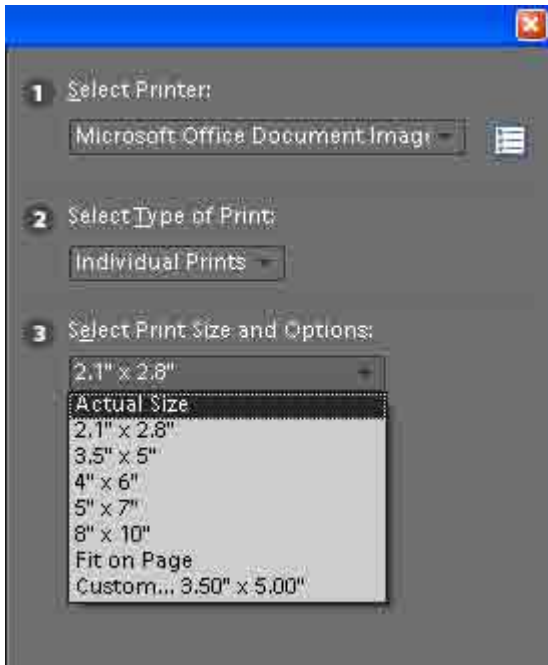 1 Select Printer:
Microsoft Office Document Imag
2 Select Type of Print:
Individual Prints
3 Select Print Size and Options:
2.1" x 2.8"
Actual Size
2.1" x 2.8"
3.5" x 5"
4" x 6"
5" x 7"
8" x 10"
Fit on Page
Custom... 3.50" x 5.00"